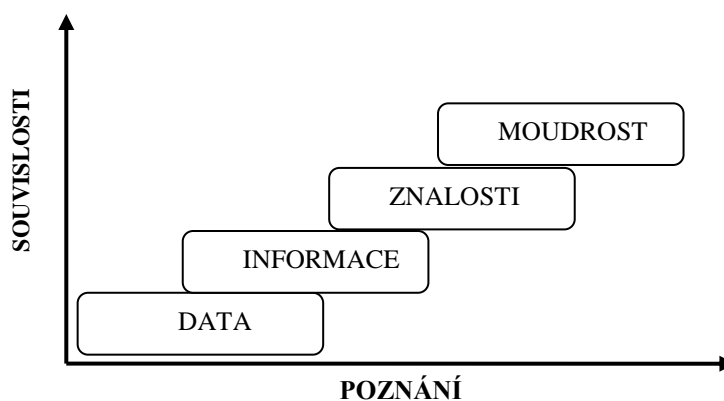 SOUVISLOSTI
MOUDROST
ZNALOSTI
INFORMACE
DATA
POZNÁNÍ